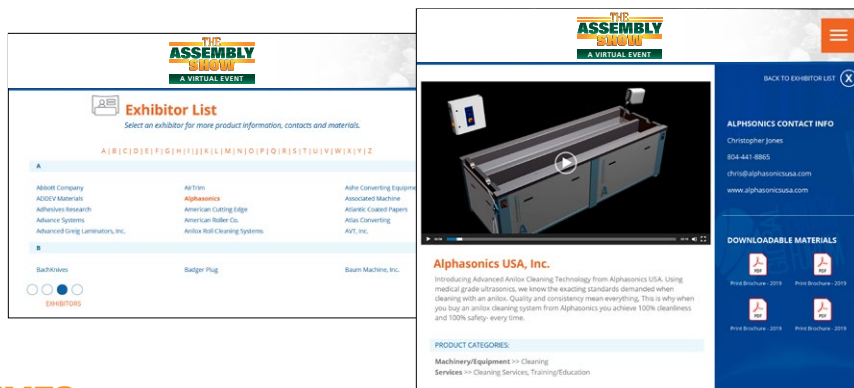 THE
ASSEMBLY
SHOW
A VIRTUAL EVENT
Exhibitor List
Select an exhibitor for more product information, contacts and materials.
A | B | C | D | E | F | G | H | I | J | K | L | M | N | O | P | Q | R | S | T | U | V | W | X | Y | Z
A
Abbott Company AirTrim Ashe Converting Equipme
ADDEV Materials Alphasonics Associated Machine
Adhesives Research American Cutting Edge Atlantic Coated Papers
Advance Systems American Roller Co. Atlas Converting
Advanced Greig Laminators, Inc. Anilox Roll Cleaning Systems AVT, Inc.
B
BachKnives Badger Plug Baum Machine, Inc.
EXHIBITORS
THE
ASSEMBLY
SHOW
A VIRTUAL EVENT
Alphasonics USA, Inc.
Introducing Advanced Anilox Cleaning Technology from Alphasonics USA. Using
medical grade ultrasonics, we know the exacting standards demanded when
cleaning with an anilox. Quality and consistency mean everything. This is why when
you buy an anilox cleaning system from Alphasonics you achieve 100% cleanliness
and 100% safety- every time.
PRODUCT CATEGORIES:
Machinery/Equipment >> Cleaning
Services >> Cleaning Services, Training/Education
BACK TO EXHIBITOR LIST X
ALPHSONICS CONTACT INFO
Christopher Jones
804-441-8865
chris@alphasonicsusa.com
www.alphasonicsusa.com
DOWNLOADABLE MATERIALS
PDF PDF
Print Brochure - 2019 Print Brochure - 2019
PDF PDF
Print Brochure - 2019 Print Brochure - 2019